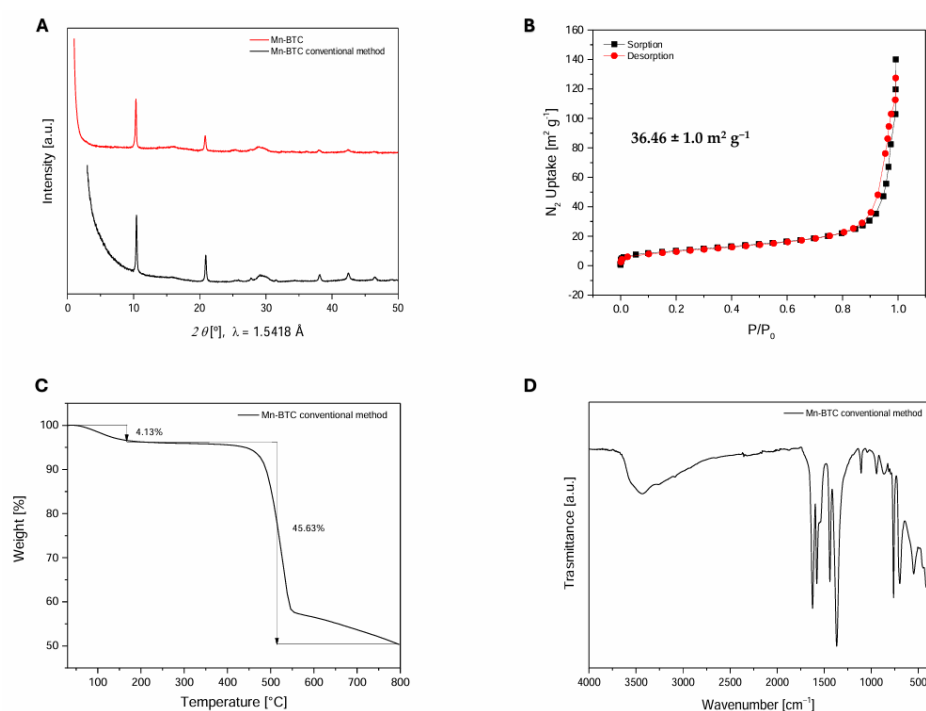 A
Mn-BTC
Mn-BTC conventional method
Intensity [a.u.]
0 10 20 30 40 50
2 θ [º], λ = 1.5418 Å
B
Sorption
Desorption
36.46 ± 1.0 m² g⁻¹
N₂ Uptake [m² g⁻¹]
160
140
120
100
80
60
40
20
0
-20
0.0 0.2 0.4 0.6 0.8 1.0
P/P₀
C
Mn-BTC conventional method
4.13%
45.63%
Weight [%]
100
90
80
70
60
50
100 200 300 400 500 600 700 800
Temperature [°C]
D
Mn-BTC conventional method
Trasmittance [a.u.]
4000 3500 3000 2500 2000 1500 1000 500
Wavenumber [cm⁻¹]